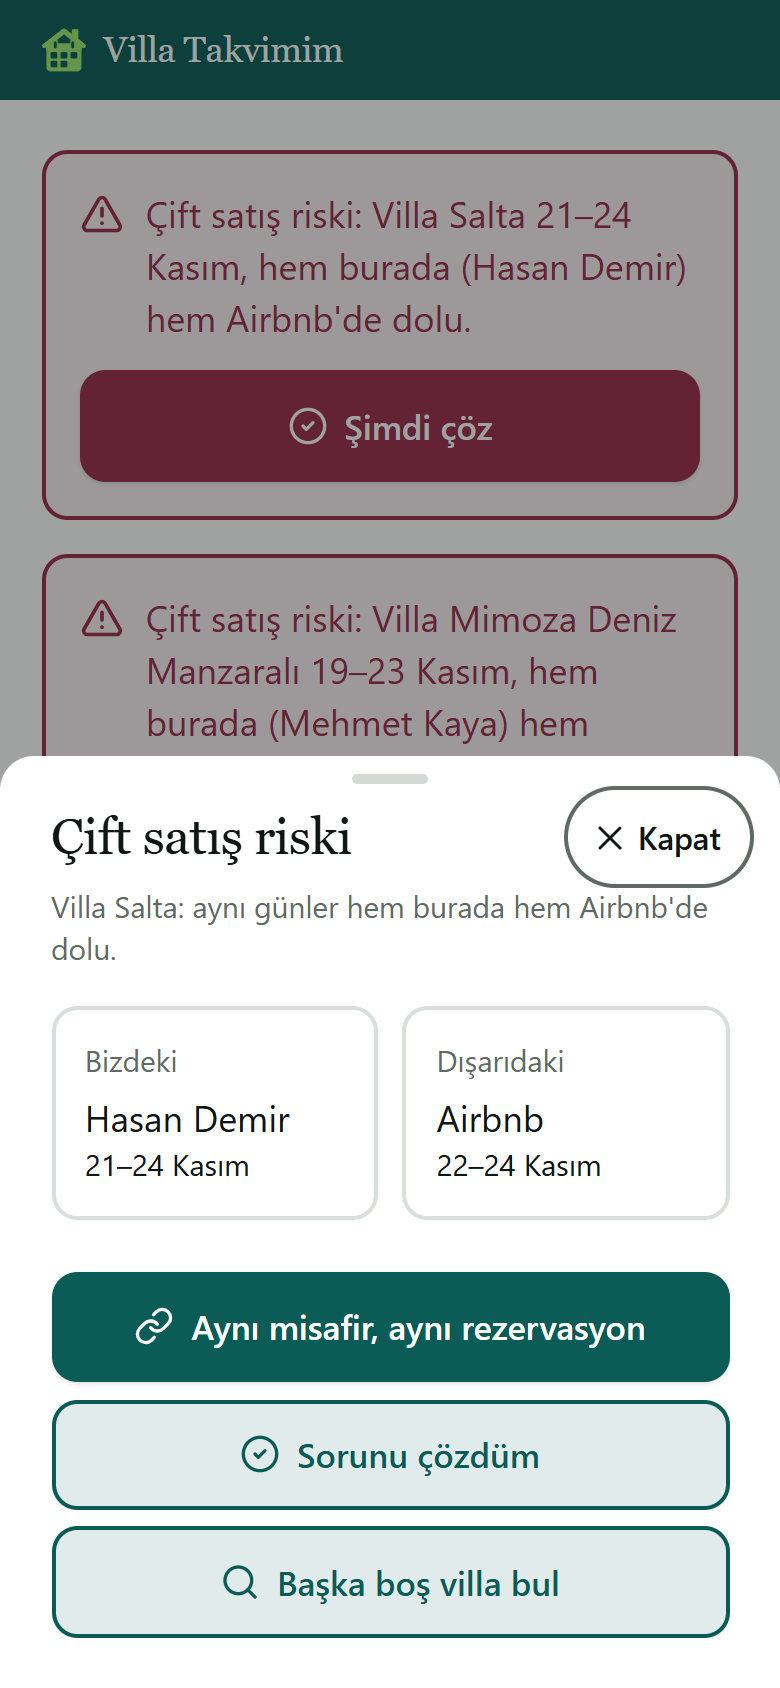 Villa Takvimim
Çift satış riski: Villa Salta 21–24
Kasım, hem burada (Hasan Demir)
hem Airbnb'de dolu.
Şimdi çöz
Çift satış riski: Villa Mimoza Deniz
Manzaralı 19–23 Kasım, hem
burada (Mehmet Kaya) hem
Çift satış riski
Kapat
Villa Salta: aynı günler hem burada hem Airbnb'de
dolu.
Bizdeki
Hasan Demir
21–24 Kasım
Dışarıdaki
Airbnb
22–24 Kasım
Aynı misafir, aynı rezervasyon
Sorunu çözdüm
Başka boş villa bul